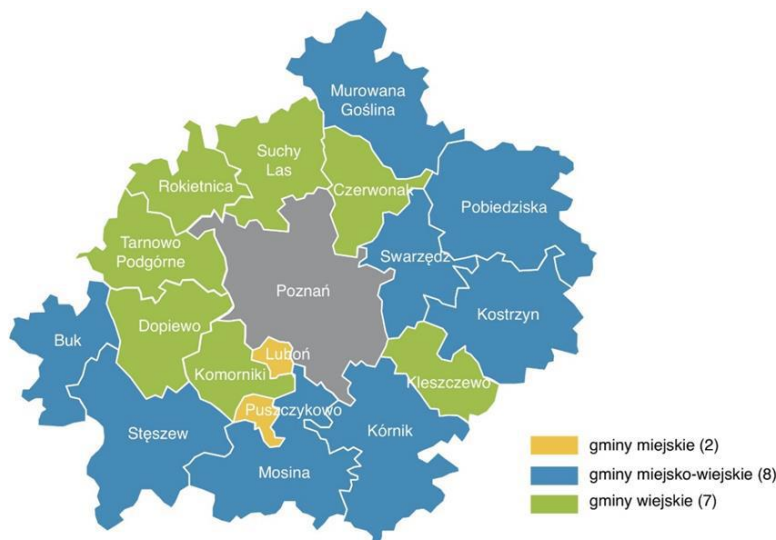 Murowana
Goślina
Suchy
Las
Rokietnica
Czerwonak
Pobiedziska
Tarnowo
Podgórne
Swarzędz
Poznań
Kostrzyn
Buk
Dopiewo
Luboń
Komorniki
Kleszczewo
Puszczykowo
Stęszew
Kórnik
Mosina
gminy miejskie (2)
gminy miejsko-wiejskie (8)
gminy wiejskie (7)